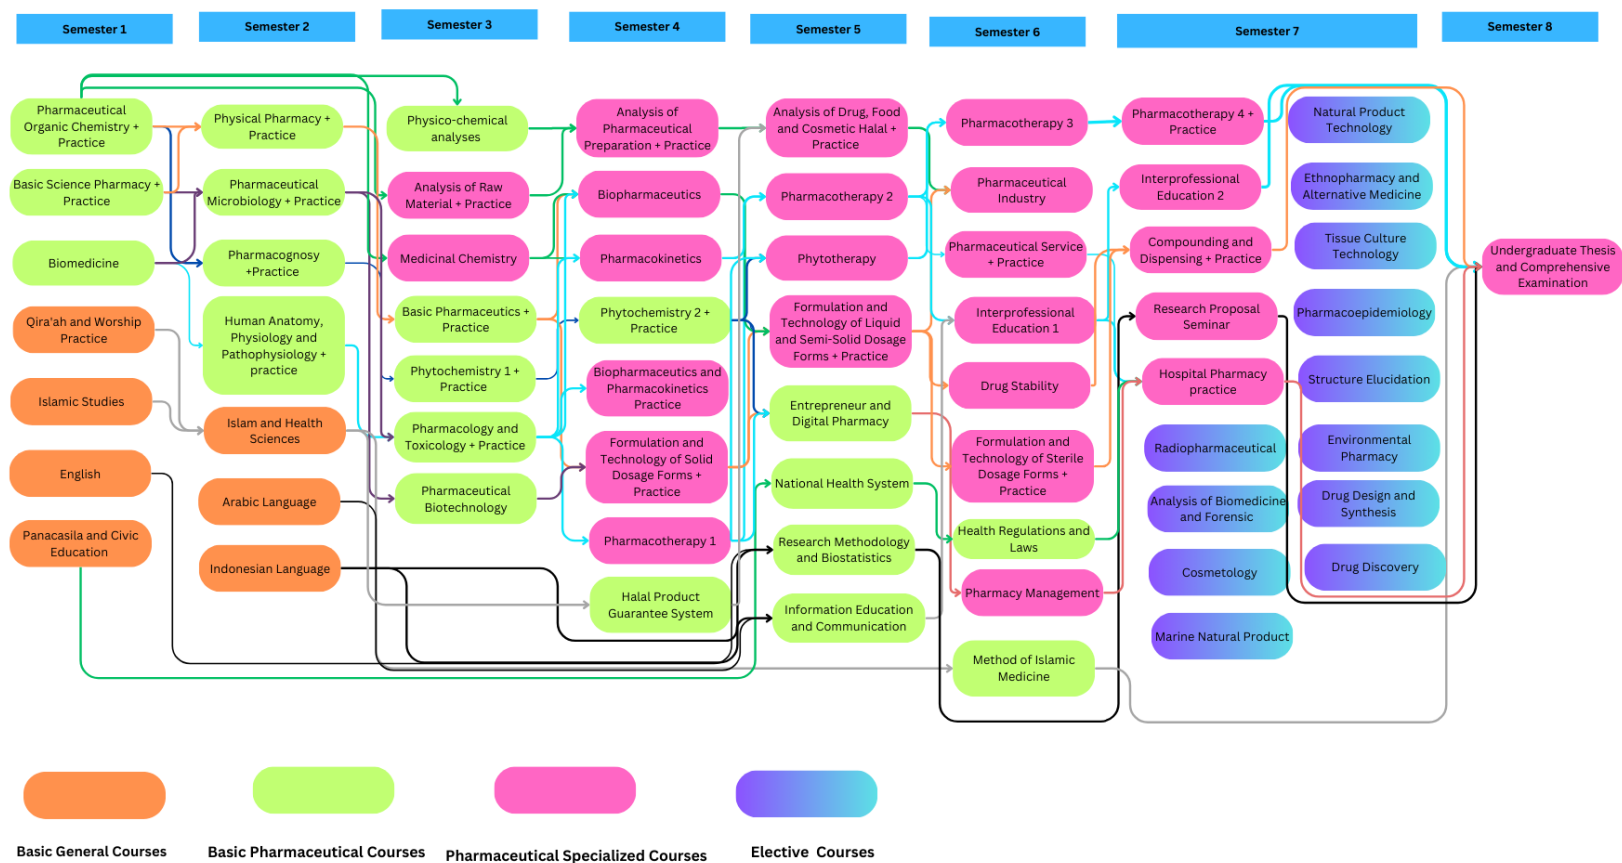 Semester 1
Semester 2
Semester 3
Semester 4
Semester 5
Semester 6
Semester 7
Semester 8
Pharmaceutical
Organic Chemistry +
Practice
Basic Science Pharmacy +
Practice
Biomedicine
Qira'ah and Worship
Practice
Islamic Studies
English
Panacasila and Civic
Education
Physical Pharmacy +
Practice
Pharmaceutical
Microbiology + Practice
Pharmacognosy
+Practice
Human Anatomy,
Physiology and
Pathophysiology +
practice
Islam and Health
Sciences
Arabic Language
Indonesian Language
Physico-chemical
analyses
Analysis of Raw
Material + Practice
Medicinal Chemistry
Basic Pharmaceutics +
Practice
Phytochemistry 1 +
Practice
Pharmacology and
Toxicology + Practice
Pharmaceutical
Biotechnology
Analysis of
Pharmaceutical
Preparation + Practice
Biopharmaceutics
Pharmacokinetics
Phytochemistry 2 +
Practice
Biopharmaceutics and
Pharmacokinetics
Practice
Formulation and
Technology of Solid
Dosage Forms +
Practice
Pharmacotherapy 1
Halal Product
Guarantee System
Analysis of Drug, Food
and Cosmetic Halal +
Practice
Pharmacotherapy 2
Phytotherapy
Formulation and
Technology of Liquid
and Semi-Solid Dosage
Forms + Practice
Entrepreneur and
Digital Pharmacy
National Health System
Research Methodology
and Biostatistics
Information Education
and Communication
Pharmacotherapy 3
Pharmaceutical
Industry
Pharmaceutical Service
+ Practice
Interprofessional
Education 1
Drug Stability
Formulation and
Technology of Sterile
Dosage Forms +
Practice
Health Regulations and
Laws
Pharmacy Management
Method of Islamic
Medicine
Pharmacotherapy 4 +
Practice
Interprofessional
Education 2
Compounding and
Dispensing + Practice
Research Proposal
Seminar
Hospital Pharmacy
practice
Radiopharmaceutical
Analysis of Biomedicine
and Forensic
Cosmetology
Marine Natural Product
Natural Product
Technology
Ethnopharmacy and
Alternative Medicine
Tissue Culture
Technology
Pharmacoepidemiology
Structure Elucidation
Environmental
Pharmacy
Drug Design and
Synthesis
Drug Discovery
Undergraduate Thesis
and Comprehensive
Examination
Basic General Courses
Basic Pharmaceutical Courses
Pharmaceutical Specialized Courses
Elective Courses